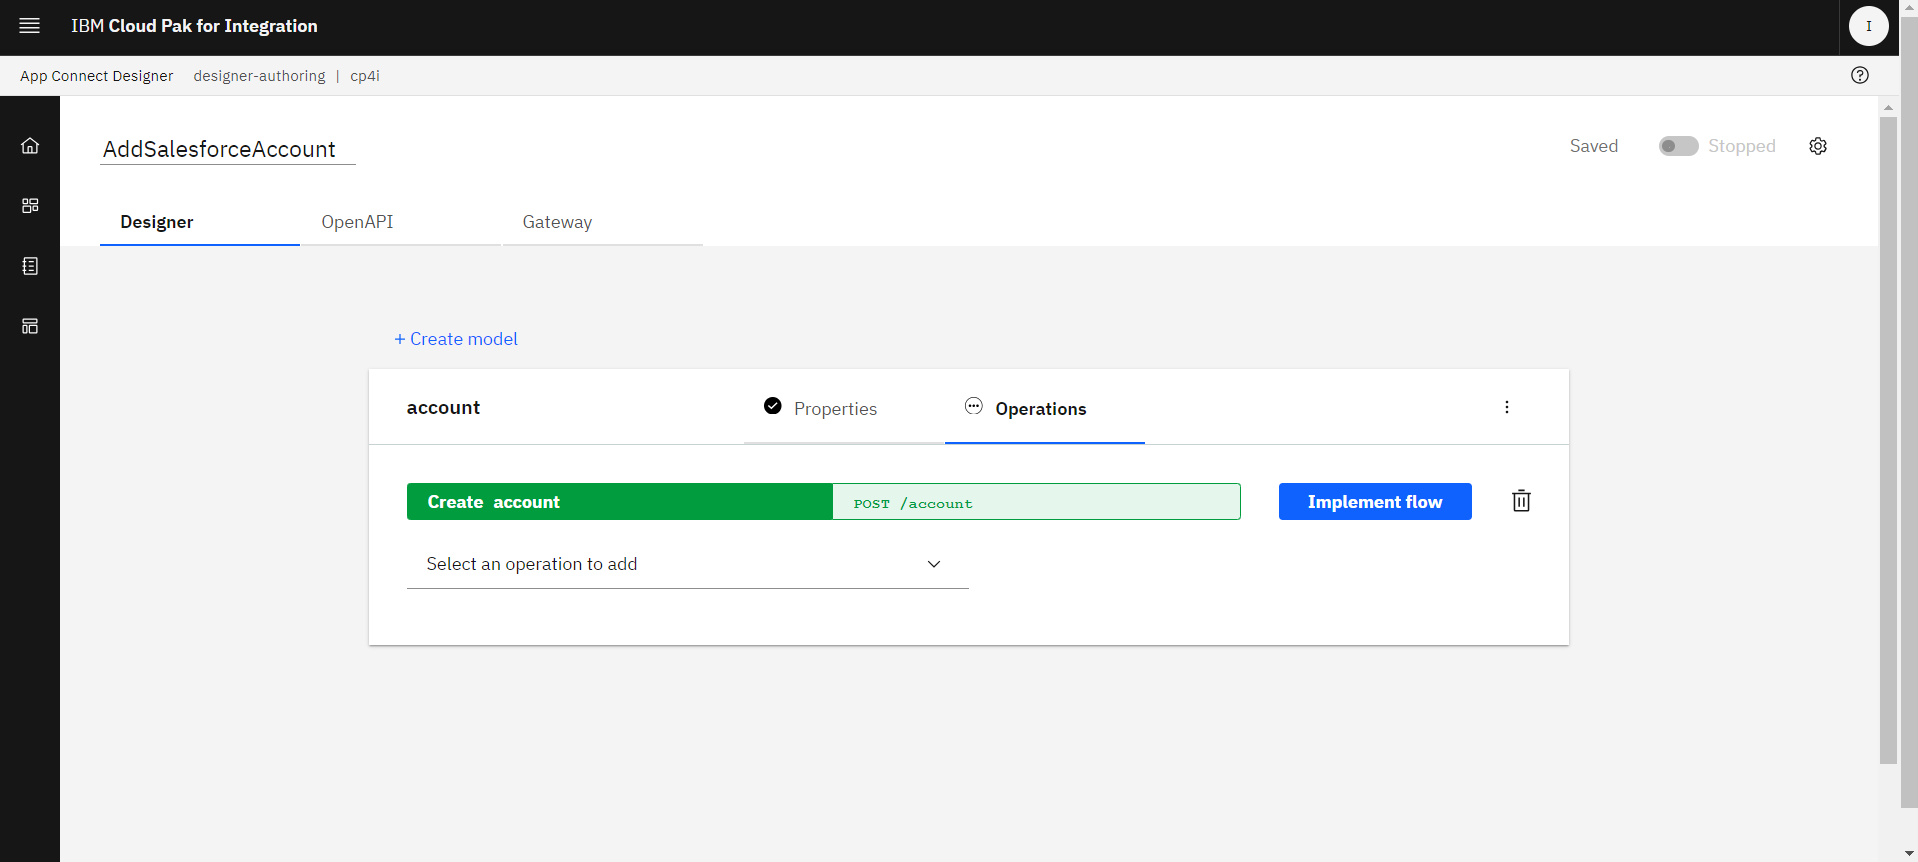 IBM Cloud Pak for Integration
I
App Connect Designer designer-authoring | cp4i
AddSalesforceAccount
Saved
Stopped
Designer
OpenAPI
Gateway
+ Create model
account
Properties
Operations
Create account
POST /account
Implement flow
Select an operation to add